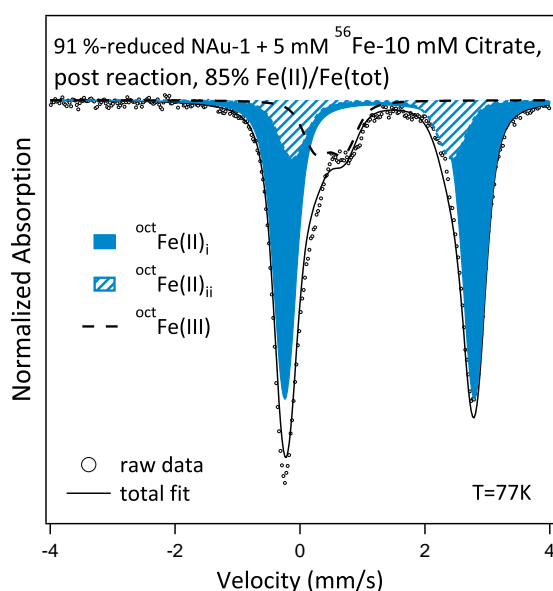 91 %-reduced NAu-1 + 5 mM ⁵⁶Fe-10 mM Citrate,
post reaction, 85% Fe(II)/Fe(tot)
Normalized Absorption
ᵒᶜᵗFe(II)ᵢ
ᵒᶜᵗFe(II)ᵢᵢ
ᵒᶜᵗFe(III)
raw data
total fit
T=77K
-4 -2 0 2 4
Velocity (mm/s)